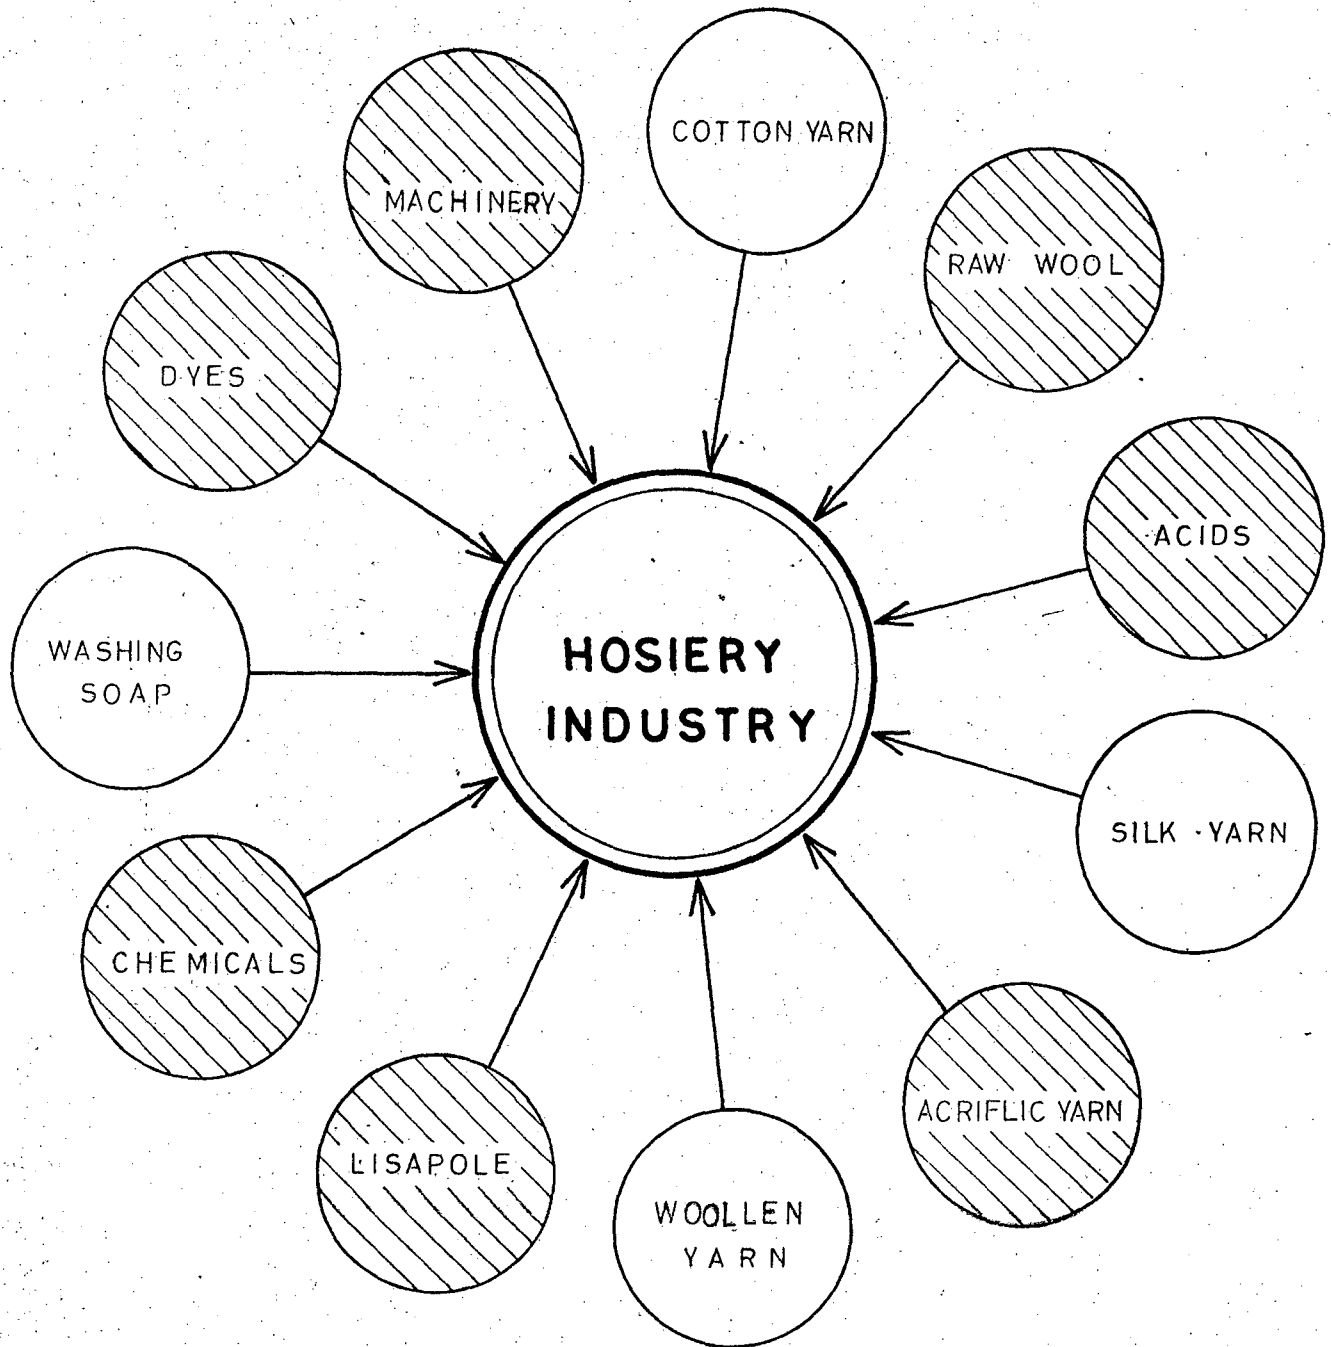 COTTON YARN
MACHINERY
RAW WOOL
DYES
ACIDS
HOSIERY
INDUSTRY
WASHING
SOAP
SILK YARN
CHEMICALS
ACRIFLIC YARN
LISAPOLE
WOOLLEN
YARN